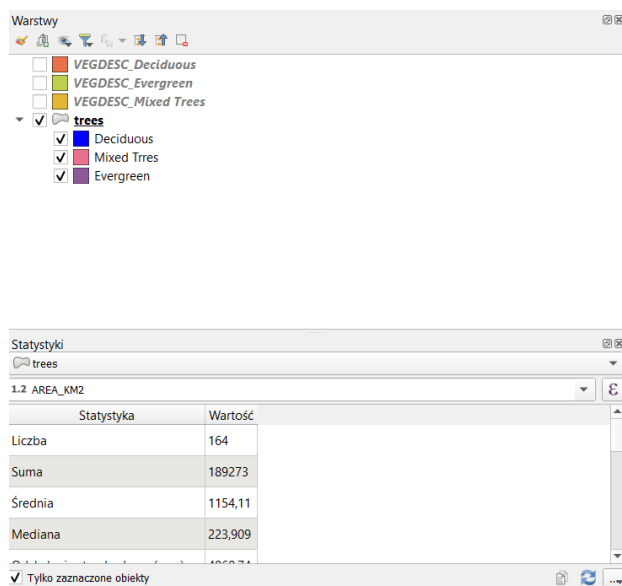 Warstwy
VEGDESC_Deciduous
VEGDESC_Evergreen
VEGDESC_Mixed Trees
trees
Deciduous
Mixed Trres
Evergreen
Statystyki
trees
1.2 AREA_KM2
Statystyka Wartość
Liczba 164
Suma 189273
Średnia 1154,11
Mediana 223,909
Tylko zaznaczone obiekty